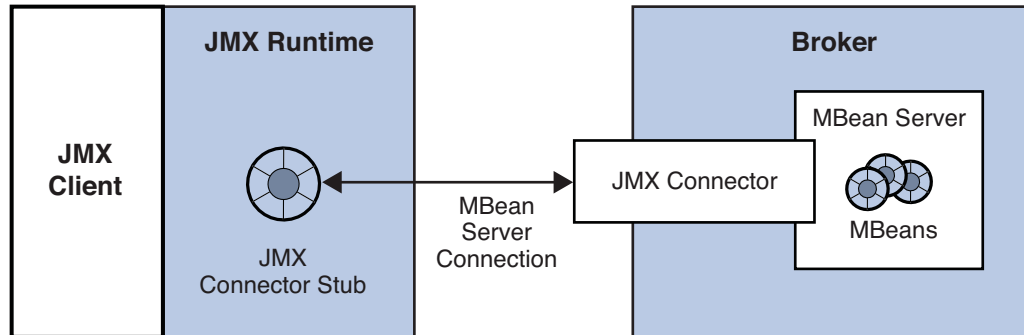 JMX
Client
JMX Runtime
JMX
Connector Stub
MBean
Server
Connection
Broker
JMX Connector
MBean Server
MBeans